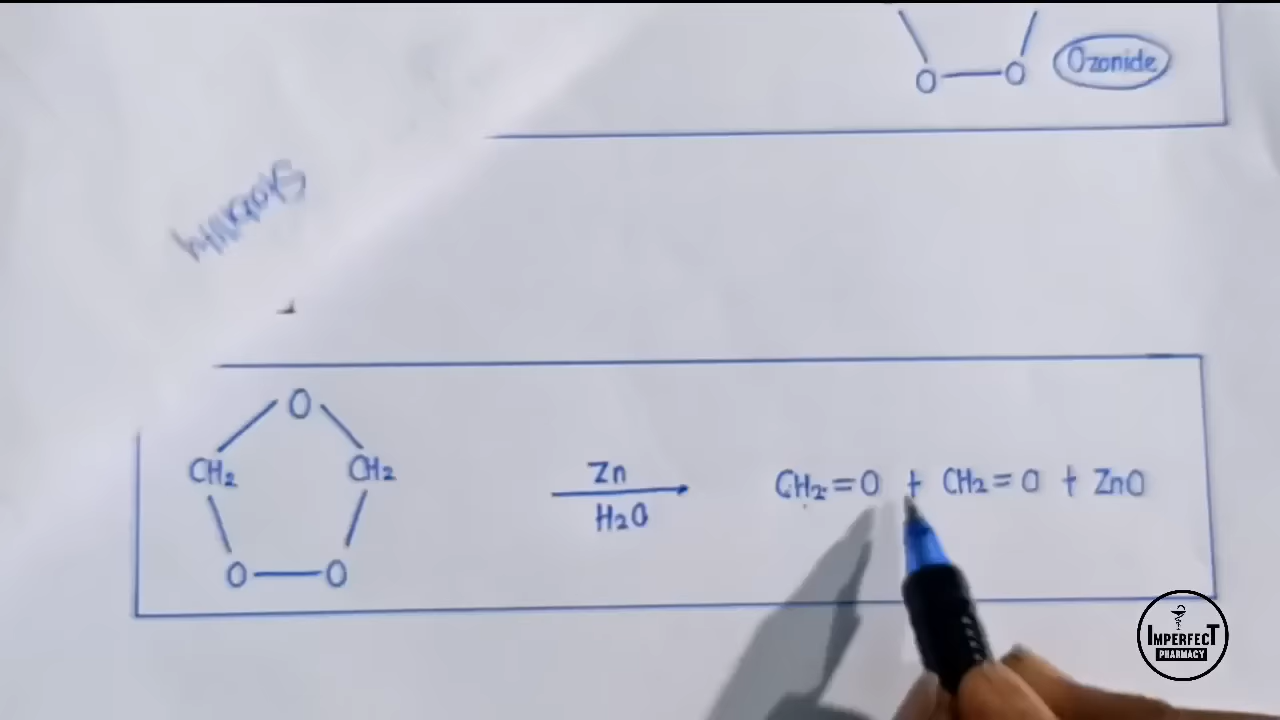 O — O Ozonide
O
CH₂ CH₂
O — O
Zn
H₂O
CH₂ = O + CH₂ = O + ZnO
IMPERFECT
PHARMACY